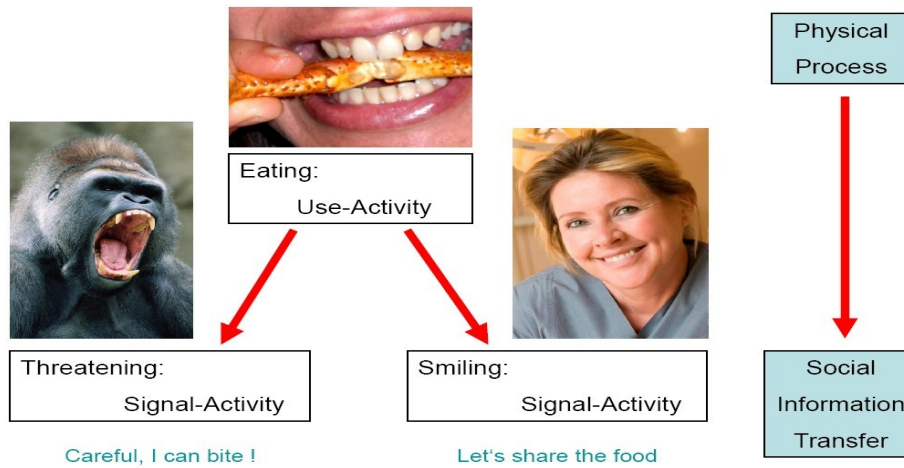 Physical
Process
Eating:
Use-Activity
Threatening:
Signal-Activity
Smiling:
Signal-Activity
Social
Information
Transfer
Careful, I can bite !
Let‘s share the food